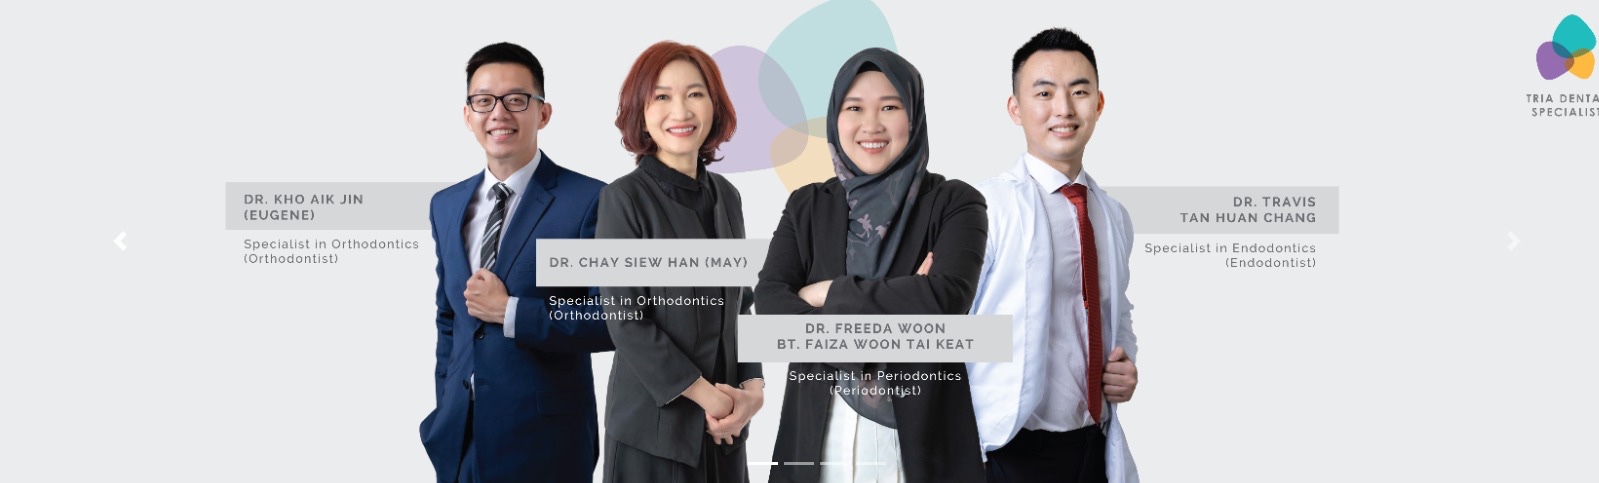 DR. KHO AIK JIN
(EUGENE)
Specialist in Orthodontics
(Orthodontist)
DR. CHAY SIEW HAN (MAY)
Specialist in Orthodontics
(Orthodontist)
DR. FREEDA WOON
BT. FAIZA WOON TAI KEAT
Specialist in Periodontics
(Periodontist)
DR. TRAVIS
TAN HUAN CHANG
Specialist in Endodontics
(Endodontist)
TRIA DENTA
SPECIALIST